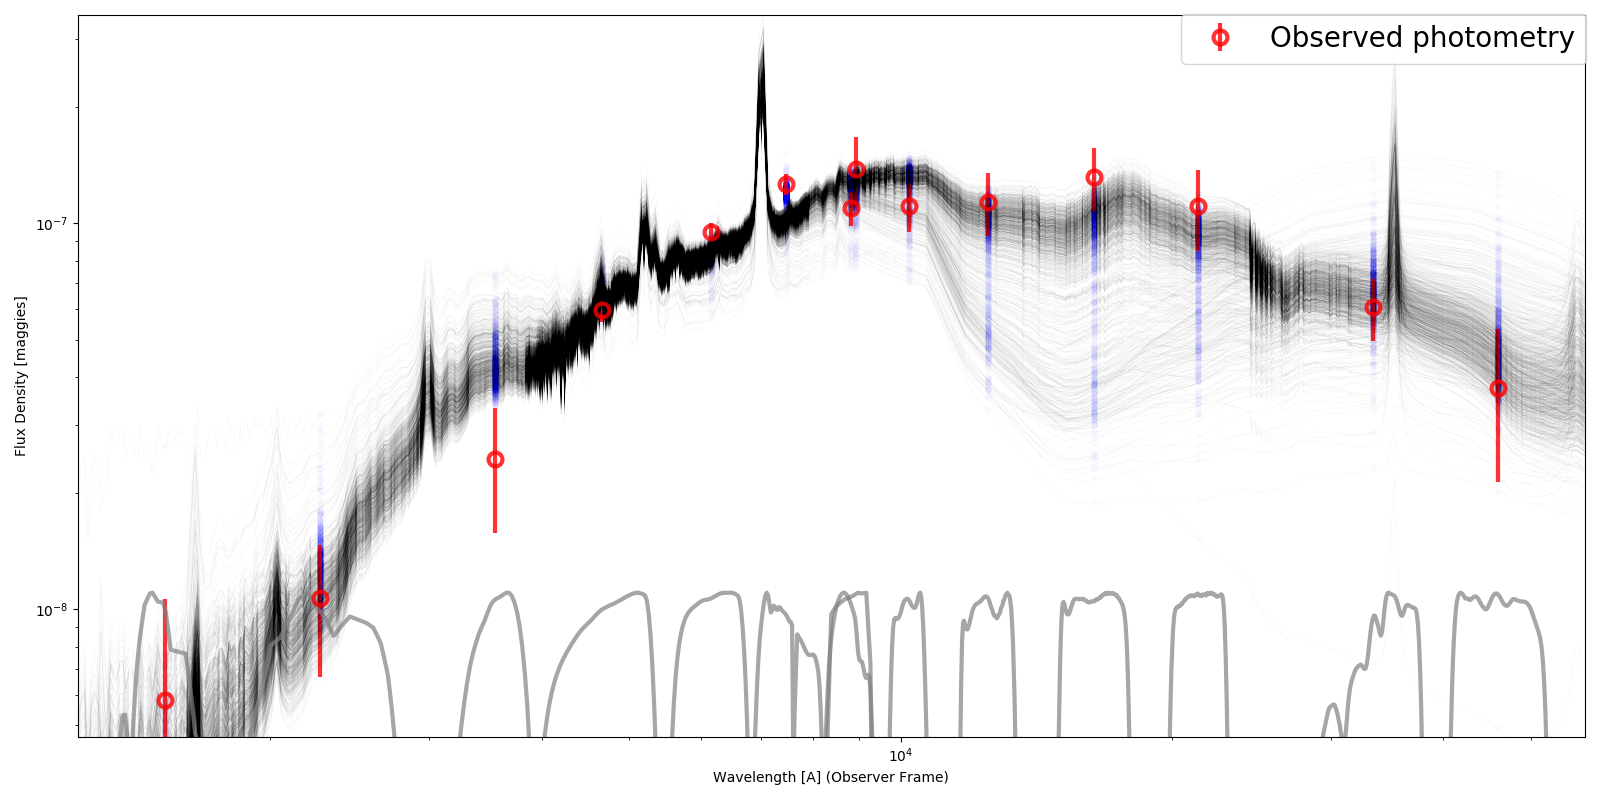 Observed photometry
Flux Density [maggies]
10⁻⁷
10⁻⁸
10⁴
Wavelength [A] (Observer Frame)